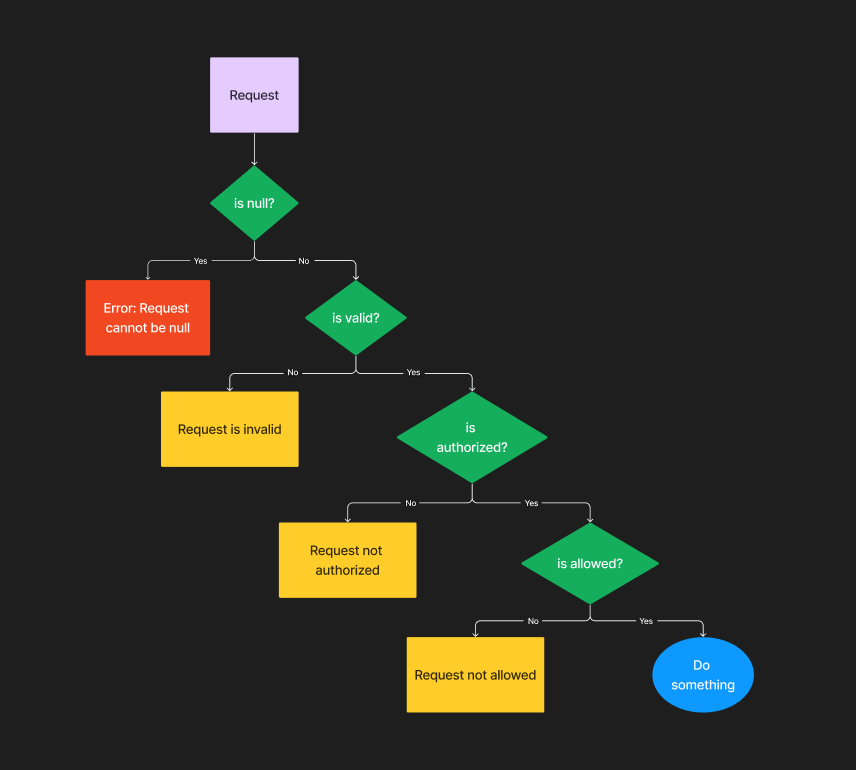 Request
is null?
Yes
No
Error: Request
cannot be null
is valid?
No
Yes
Request is invalid
is
authorized?
No
Yes
Request not
authorized
is allowed?
No
Yes
Request not allowed
Do
something